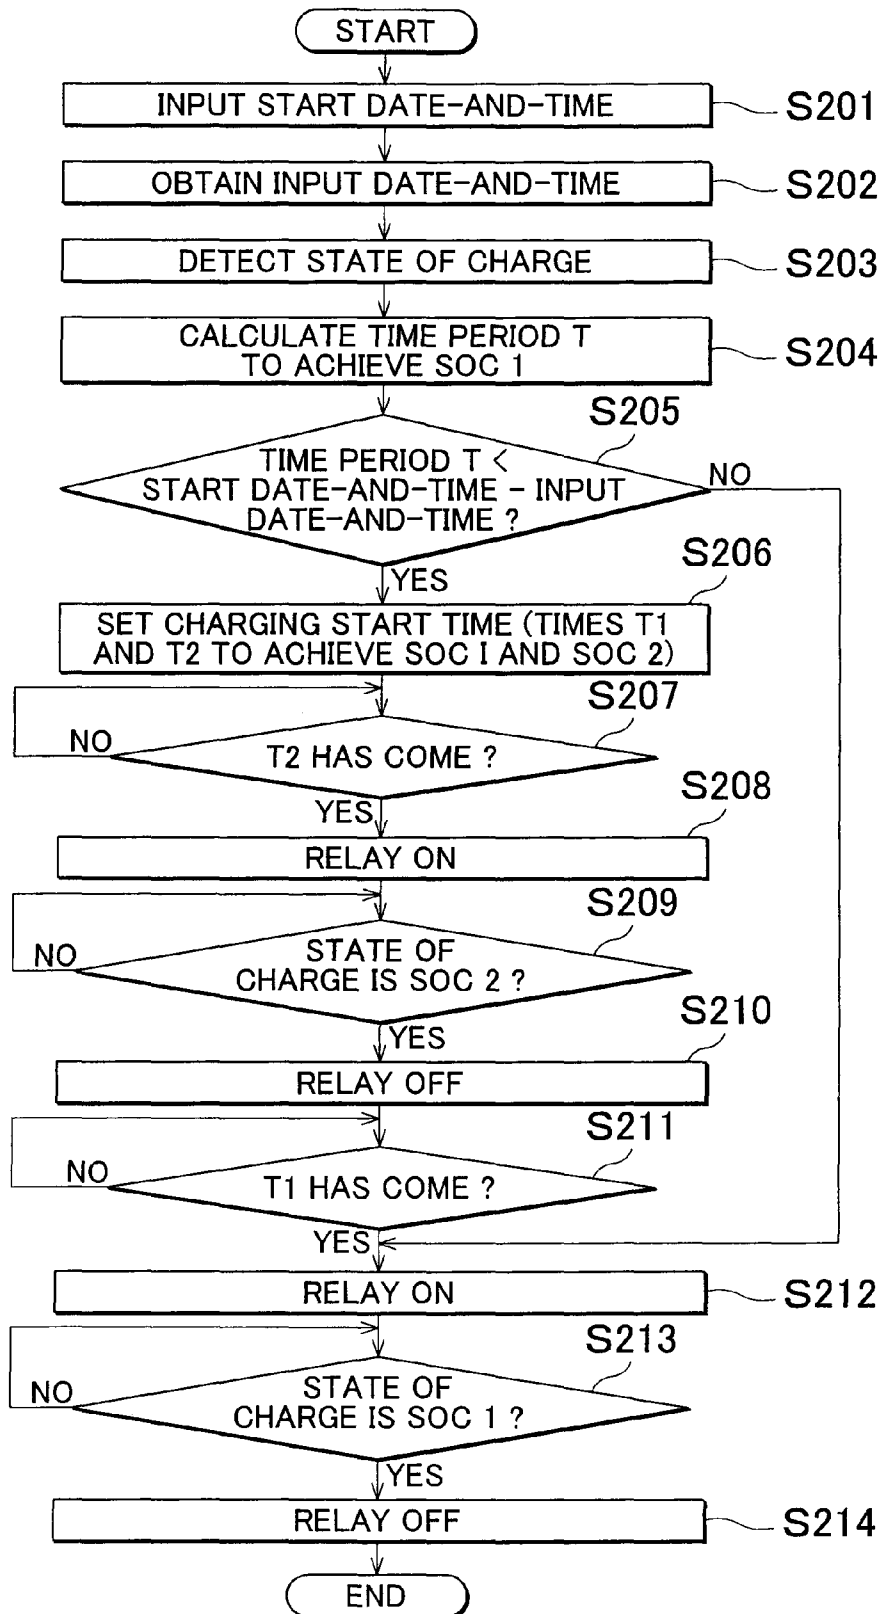 START
INPUT START DATE-AND-TIME
S201
OBTAIN INPUT DATE-AND-TIME
S202
DETECT STATE OF CHARGE
S203
CALCULATE TIME PERIOD T
TO ACHIEVE SOC 1
S204
S205
TIME PERIOD T <
START DATE-AND-TIME - INPUT
DATE-AND-TIME ?
NO
YES
S206
SET CHARGING START TIME (TIMES T1
AND T2 TO ACHIEVE SOC I AND SOC 2)
S207
T2 HAS COME ?
NO
YES
S208
RELAY ON
S209
STATE OF
CHARGE IS SOC 2 ?
NO
YES
S210
RELAY OFF
S211
T1 HAS COME ?
NO
YES
RELAY ON
S212
S213
STATE OF
CHARGE IS SOC 1 ?
NO
YES
RELAY OFF
S214
END